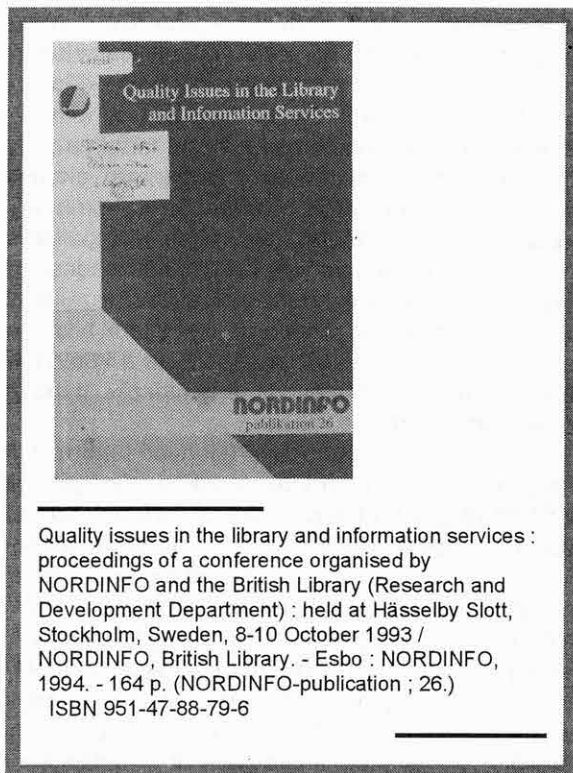 Quality Issues in the Library
and Information Services
NORDINFO
publikation 26
Quality issues in the library and information services :
proceedings of a conference organised by
NORDINFO and the British Library (Research and
Development Department) : held at Hässelby Slott,
Stockholm, Sweden, 8-10 October 1993 /
NORDINFO, British Library. - Esbo : NORDINFO,
1994. - 164 p. (NORDINFO-publication ; 26.)
ISBN 951-47-88-79-6